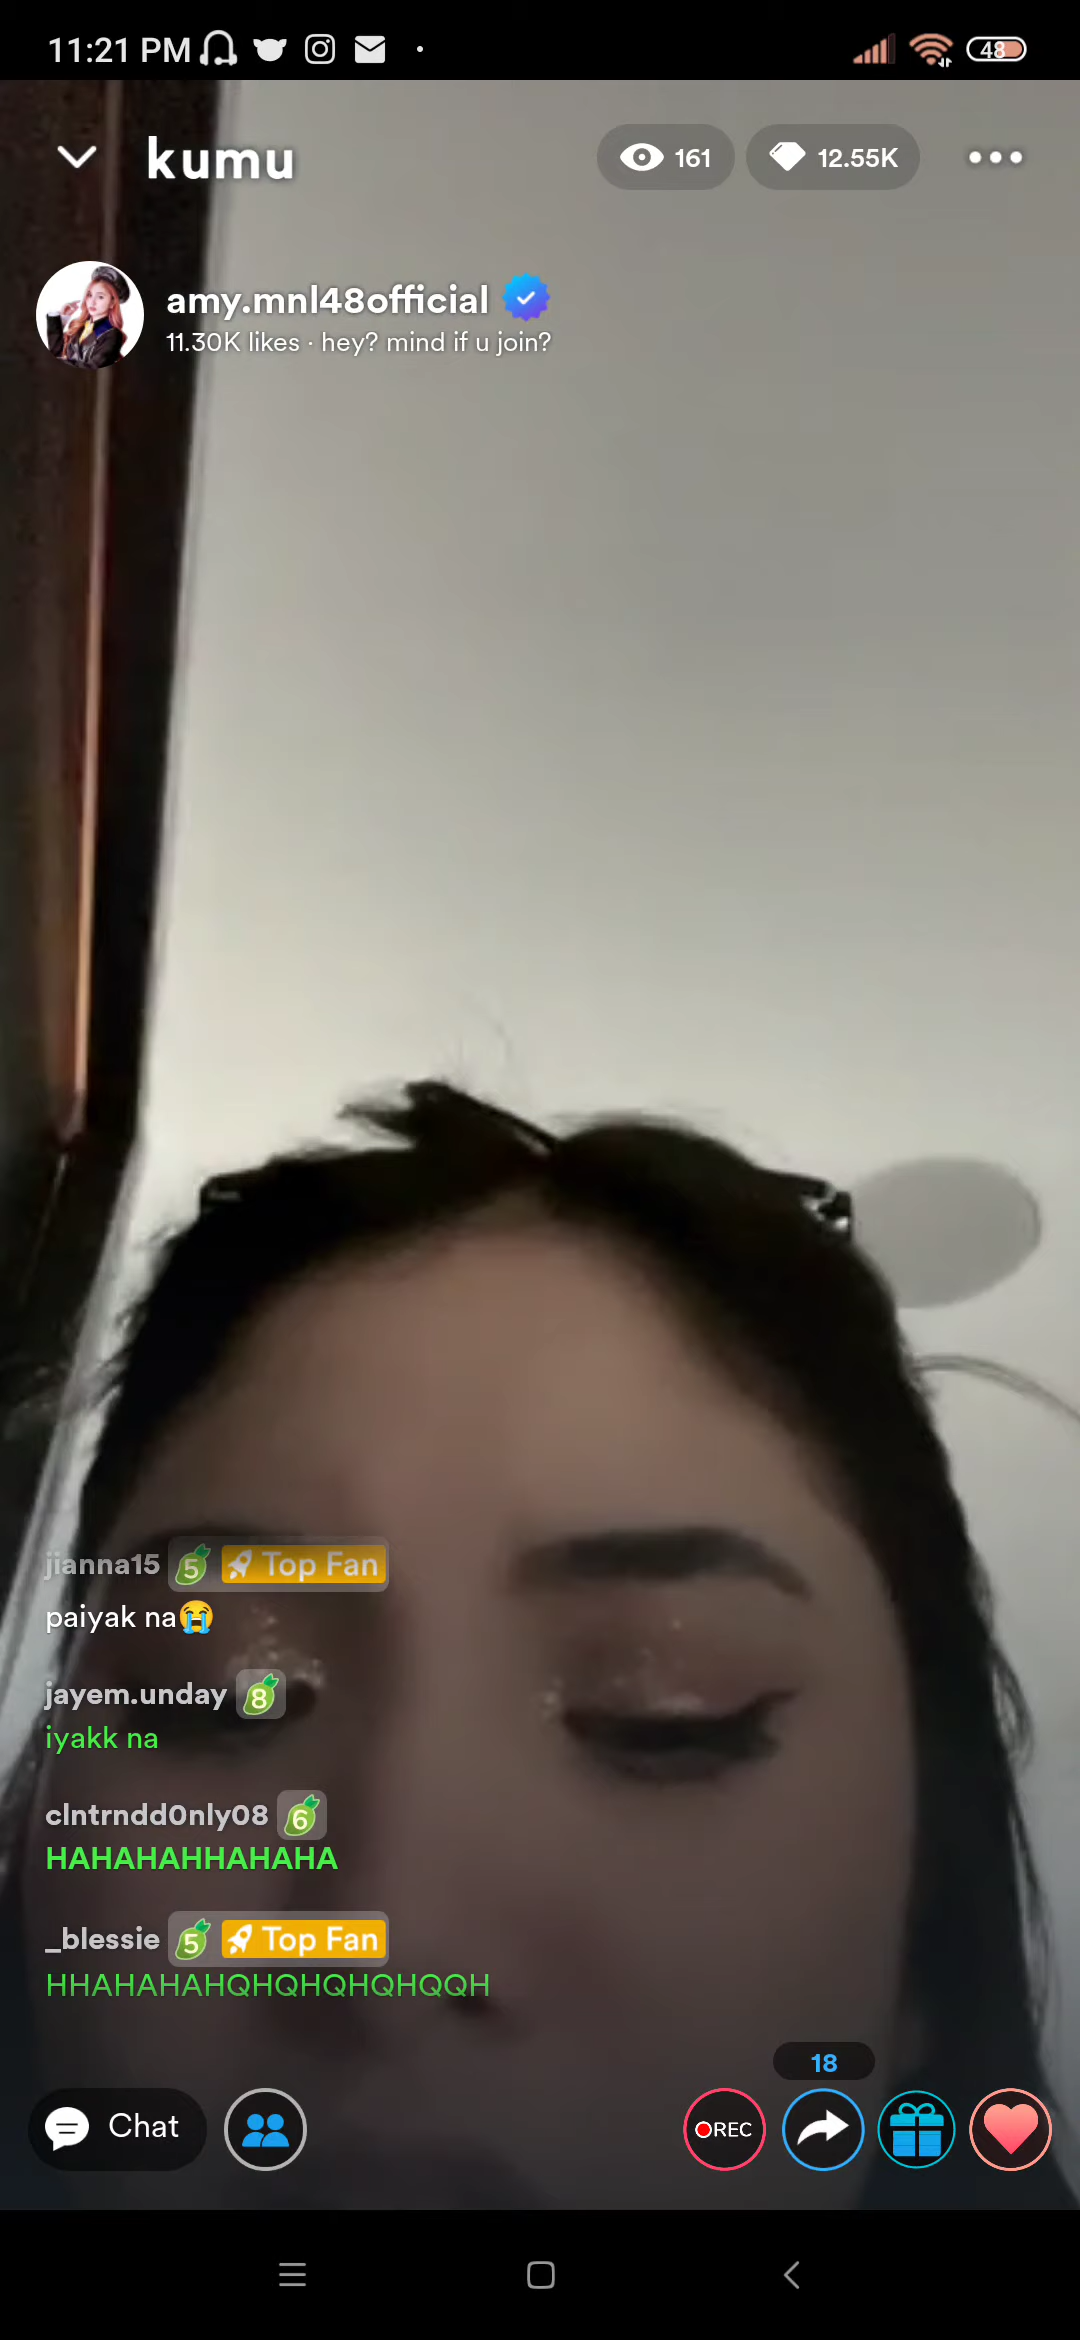 11:21 PM
48
kumu
161
12.55K
amy.mnl48official
11.30K likes · hey? mind if u join?
jianna15 5 Top Fan
paiyak na😭
jayem.unday 8
iyakk na
clntrndd0nly08 6
HAHAHAHHAHAHA
_blessie 5 Top Fan
HHAHAHAHQHQHQHQHQQH
18
Chat
REC